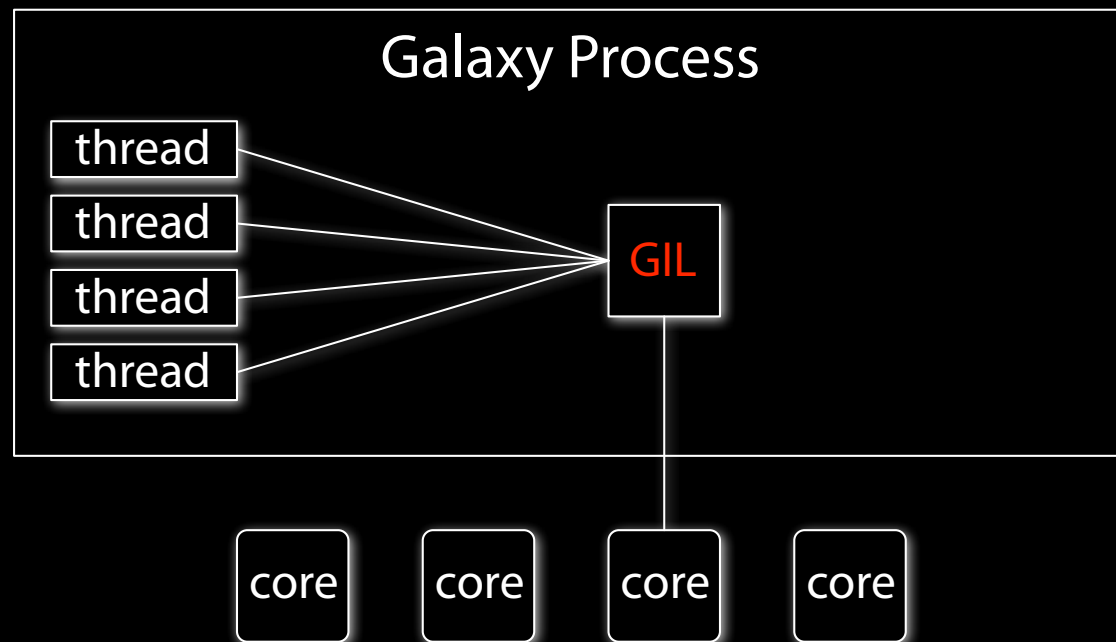 Galaxy Process
thread
thread
thread
thread
GIL
core
core
core
core